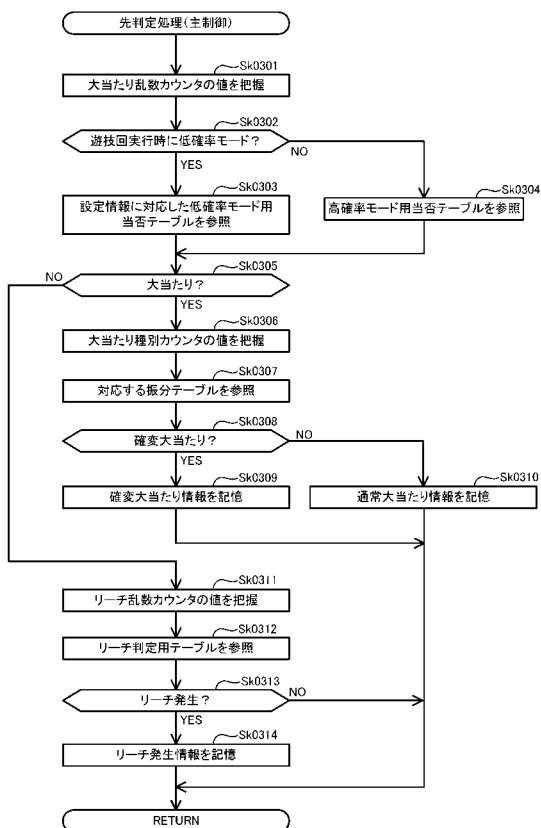 先判定処理(主制御)
Sk0301
大当たり乱数カウンタの値を把握
Sk0302
遊技回実行時に低確率モード?
NO
YES
Sk0303
設定情報に対応した低確率モード用
当否テーブルを参照
Sk0304
高確率モード用当否テーブルを参照
Sk0305
NO
大当たり?
YES
Sk0306
大当たり種別カウンタの値を把握
Sk0307
対応する振分テーブルを参照
Sk0308
確変大当たり?
NO
YES
Sk0309
確変大当たり情報を記憶
Sk0310
通常大当たり情報を記憶
Sk0311
リーチ乱数カウンタの値を把握
Sk0312
リーチ判定用テーブルを参照
Sk0313
リーチ発生?
NO
YES
Sk0314
リーチ発生情報を記憶
RETURN